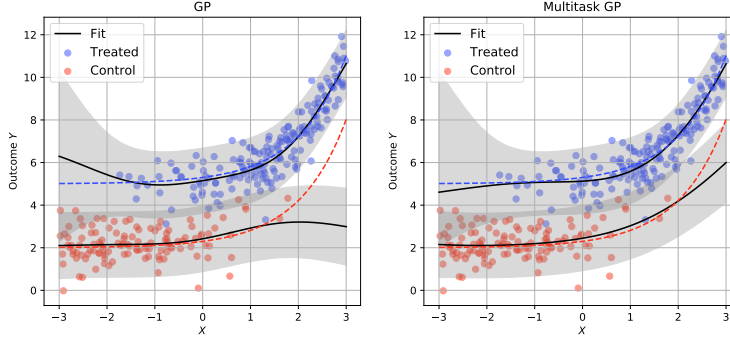 GP
Fit
Treated
Control
Outcome Y
12
10
8
6
4
2
0
−3 −2 −1 0 1 2 3
X
Multitask GP
Fit
Treated
Control
Outcome Y
12
10
8
6
4
2
0
−3 −2 −1 0 1 2 3
X